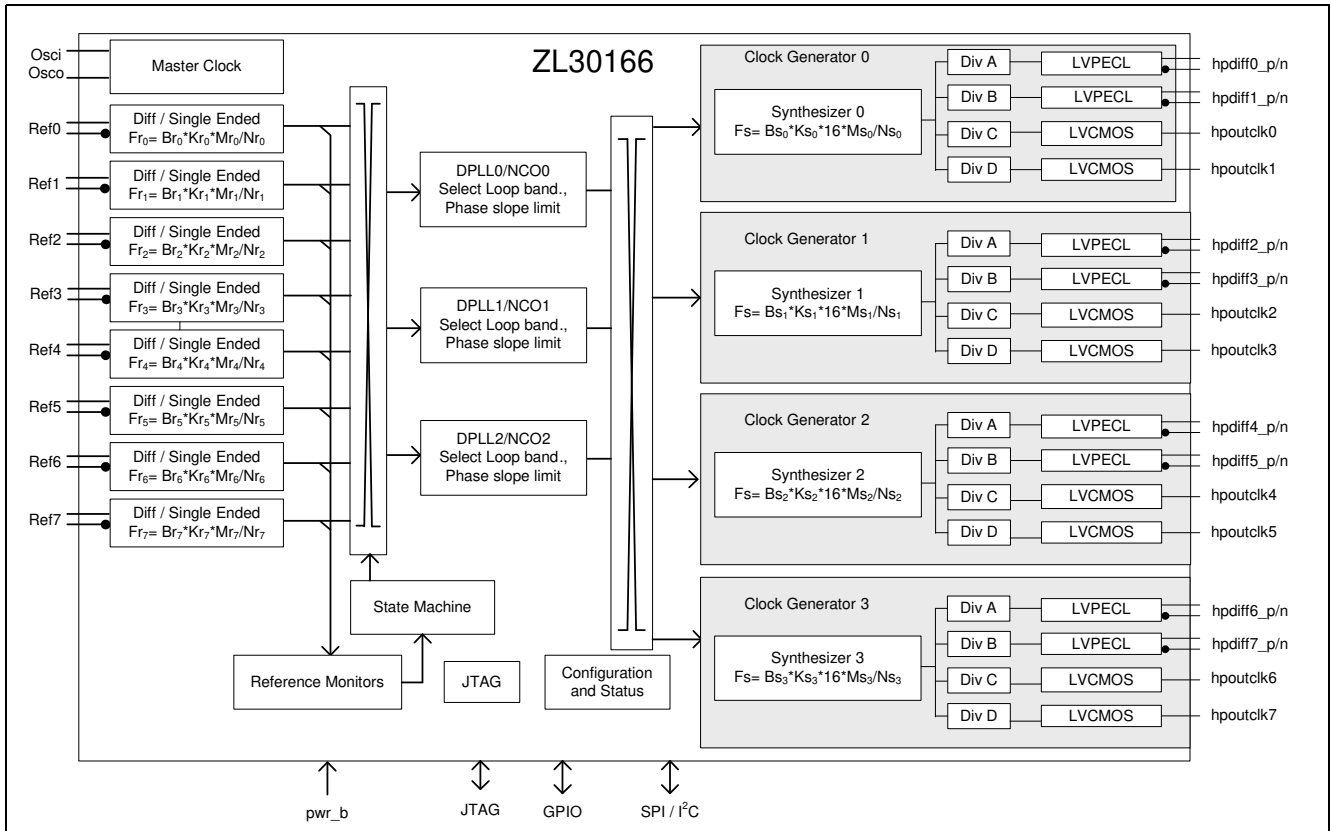 ZL30166
Osci
Osco
Master Clock
Ref0
Diff / Single Ended
Fr₀= Br₀*Kr₀*Mr₀/Nr₀
Ref1
Diff / Single Ended
Fr₁= Br₁*Kr₁*Mr₁/Nr₁
Ref2
Diff / Single Ended
Fr₂= Br₂*Kr₂*Mr₂/Nr₂
Ref3
Diff / Single Ended
Fr₃= Br₃*Kr₃*Mr₃/Nr₃
Ref4
Diff / Single Ended
Fr₄= Br₄*Kr₄*Mr₄/Nr₄
Ref5
Diff / Single Ended
Fr₅= Br₅*Kr₅*Mr₅/Nr₅
Ref6
Diff / Single Ended
Fr₆= Br₆*Kr₆*Mr₆/Nr₆
Ref7
Diff / Single Ended
Fr₇= Br₇*Kr₇*Mr₇/Nr₇
DPLL0/NCO0
Select Loop band.,
Phase slope limit
DPLL1/NCO1
Select Loop band.,
Phase slope limit
DPLL2/NCO2
Select Loop band.,
Phase slope limit
State Machine
Reference Monitors
JTAG
Configuration
and Status
Clock Generator 0
Synthesizer 0
Fs= Bs₀*Ks₀*16*Ms₀/Ns₀
Div A
LVPECL
hpdiff0_p/n
Div B
LVPECL
hpdiff1_p/n
Div C
LVCMOS
hpoutclk0
Div D
LVCMOS
hpoutclk1
Clock Generator 1
Synthesizer 1
Fs= Bs₁*Ks₁*16*Ms₁/Ns₁
Div A
LVPECL
hpdiff2_p/n
Div B
LVPECL
hpdiff3_p/n
Div C
LVCMOS
hpoutclk2
Div D
LVCMOS
hpoutclk3
Clock Generator 2
Synthesizer 2
Fs= Bs₂*Ks₂*16*Ms₂/Ns₂
Div A
LVPECL
hpdiff4_p/n
Div B
LVPECL
hpdiff5_p/n
Div C
LVCMOS
hpoutclk4
Div D
LVCMOS
hpoutclk5
Clock Generator 3
Synthesizer 3
Fs= Bs₃*Ks₃*16*Ms₃/Ns₃
Div A
LVPECL
hpdiff6_p/n
Div B
LVPECL
hpdiff7_p/n
Div C
LVCMOS
hpoutclk6
Div D
LVCMOS
hpoutclk7
pwr_b
JTAG
GPIO
SPI / I²C